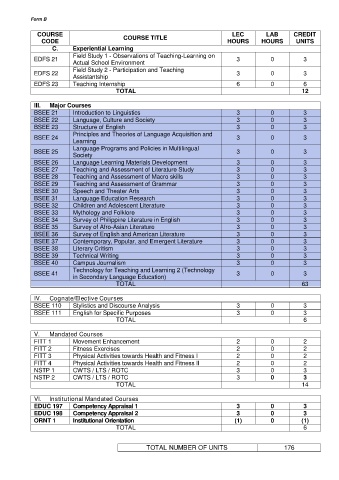 Form B
COURSE CODE COURSE TITLE LEC HOURS LAB HOURS CREDIT UNITS
C. Experiential Learning
EDFS 21 Field Study 1 - Observations of Teaching-Learning on Actual School Environment 3 0 3
EDFS 22 Field Study 2 - Participation and Teaching Assistantship 3 0 3
EDFS 23 Teaching Internship 6 0 6
TOTAL 12
III. Major Courses
BSEE 21 Introduction to Linguistics 3 0 3
BSEE 22 Language, Culture and Society 3 0 3
BSEE 23 Structure of English 3 0 3
BSEE 24 Principles and Theories of Language Acquisition and Learning 3 0 3
BSEE 25 Language Programs and Policies in Multilingual Society 3 0 3
BSEE 26 Language Learning Materials Development 3 0 3
BSEE 27 Teaching and Assessment of Literature Study 3 0 3
BSEE 28 Teaching and Assessment of Macro skills 3 0 3
BSEE 29 Teaching and Assessment of Grammar 3 0 3
BSEE 30 Speech and Theater Arts 3 0 3
BSEE 31 Language Education Research 3 0 3
BSEE 32 Children and Adolescent Literature 3 0 3
BSEE 33 Mythology and Folklore 3 0 3
BSEE 34 Survey of Philippine Literature in English 3 0 3
BSEE 35 Survey of Afro-Asian Literature 3 0 3
BSEE 36 Survey of English and American Literature 3 0 3
BSEE 37 Contemporary, Popular, and Emergent Literature 3 0 3
BSEE 38 Literary Critism 3 0 3
BSEE 39 Technical Writing 3 0 3
BSEE 40 Campus Journalism 3 0 3
BSEE 41 Technology for Teaching and Learning 2 (Technology in Secondary Language Education) 3 0 3
TOTAL 63
IV. Cognate/Elective Courses
BSEE 110 Stylistics and Discourse Analysis 3 0 3
BSEE 111 English for Specific Purposes 3 0 3
TOTAL 6
V. Mandated Courses
FITT 1 Movement Enhancement 2 0 2
FITT 2 Fitness Exercises 2 0 2
FITT 3 Physical Activities towards Health and Fitness I 2 0 2
FITT 4 Physical Activities towards Health and Fitness II 2 0 2
NSTP 1 CWTS / LTS / ROTC 3 0 3
NSTP 2 CWTS / LTS / ROTC 3 0 3
TOTAL 14
VI. Institutional Mandated Courses
EDUC 197 Competency Appraisal 1 3 0 3
EDUC 198 Competency Appraisal 2 3 0 3
ORNT 1 Institutional Orientation (1) 0 (1)
TOTAL 6
TOTAL NUMBER OF UNITS 176